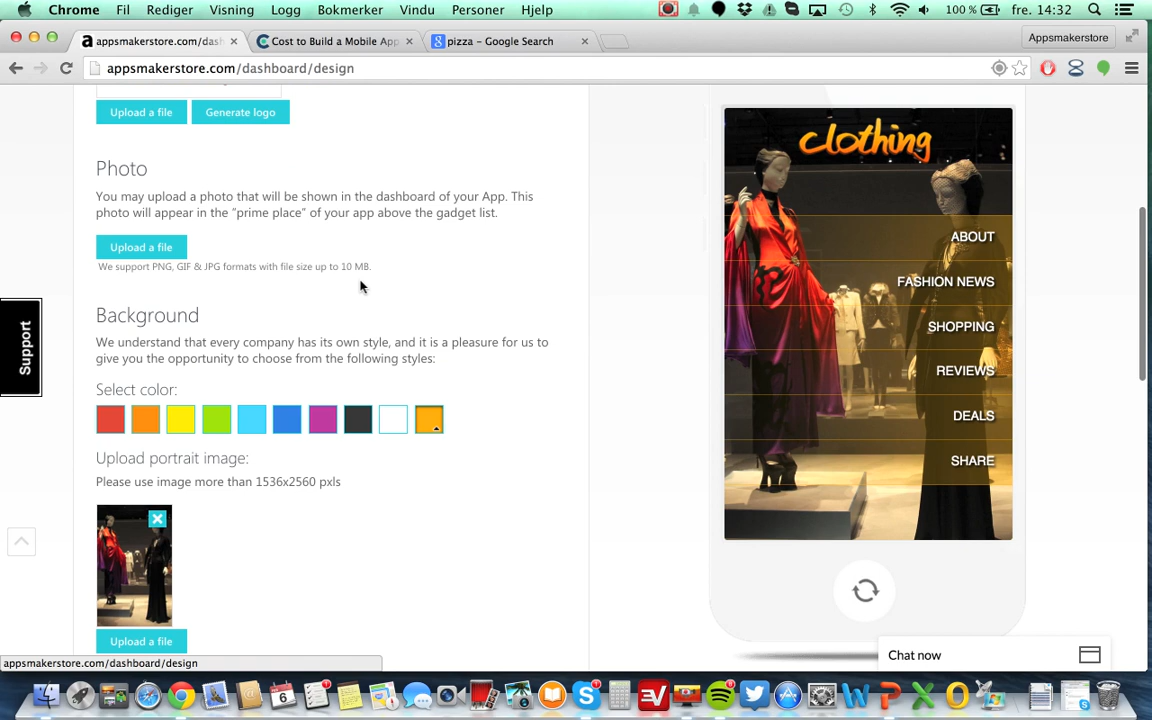 Chrome Fil Rediger Visning Logg Bokmerker Vindu Personer Hjelp 100 % fre. 14:32
appsmakerstore.com/dash Cost to Build a Mobile App pizza – Google Search Appsmakerstore
appsmakerstore.com/dashboard/design
Upload a file Generate logo
Photo
You may upload a photo that will be shown in the dashboard of your App. This
photo will appear in the “prime place” of your app above the gadget list.
Upload a file
We support PNG, GIF & JPG formats with file size up to 10 MB.
Background
We understand that every company has its own style, and it is a pleasure for us to
give you the opportunity to choose from the following styles:
Select color:
Upload portrait image:
Please use image more than 1536x2560 pxls
Upload a file
appsmakerstore.com/dashboard/design
Support
clothing
ABOUT
FASHION NEWS
SHOPPING
REVIEWS
DEALS
SHARE
Chat now